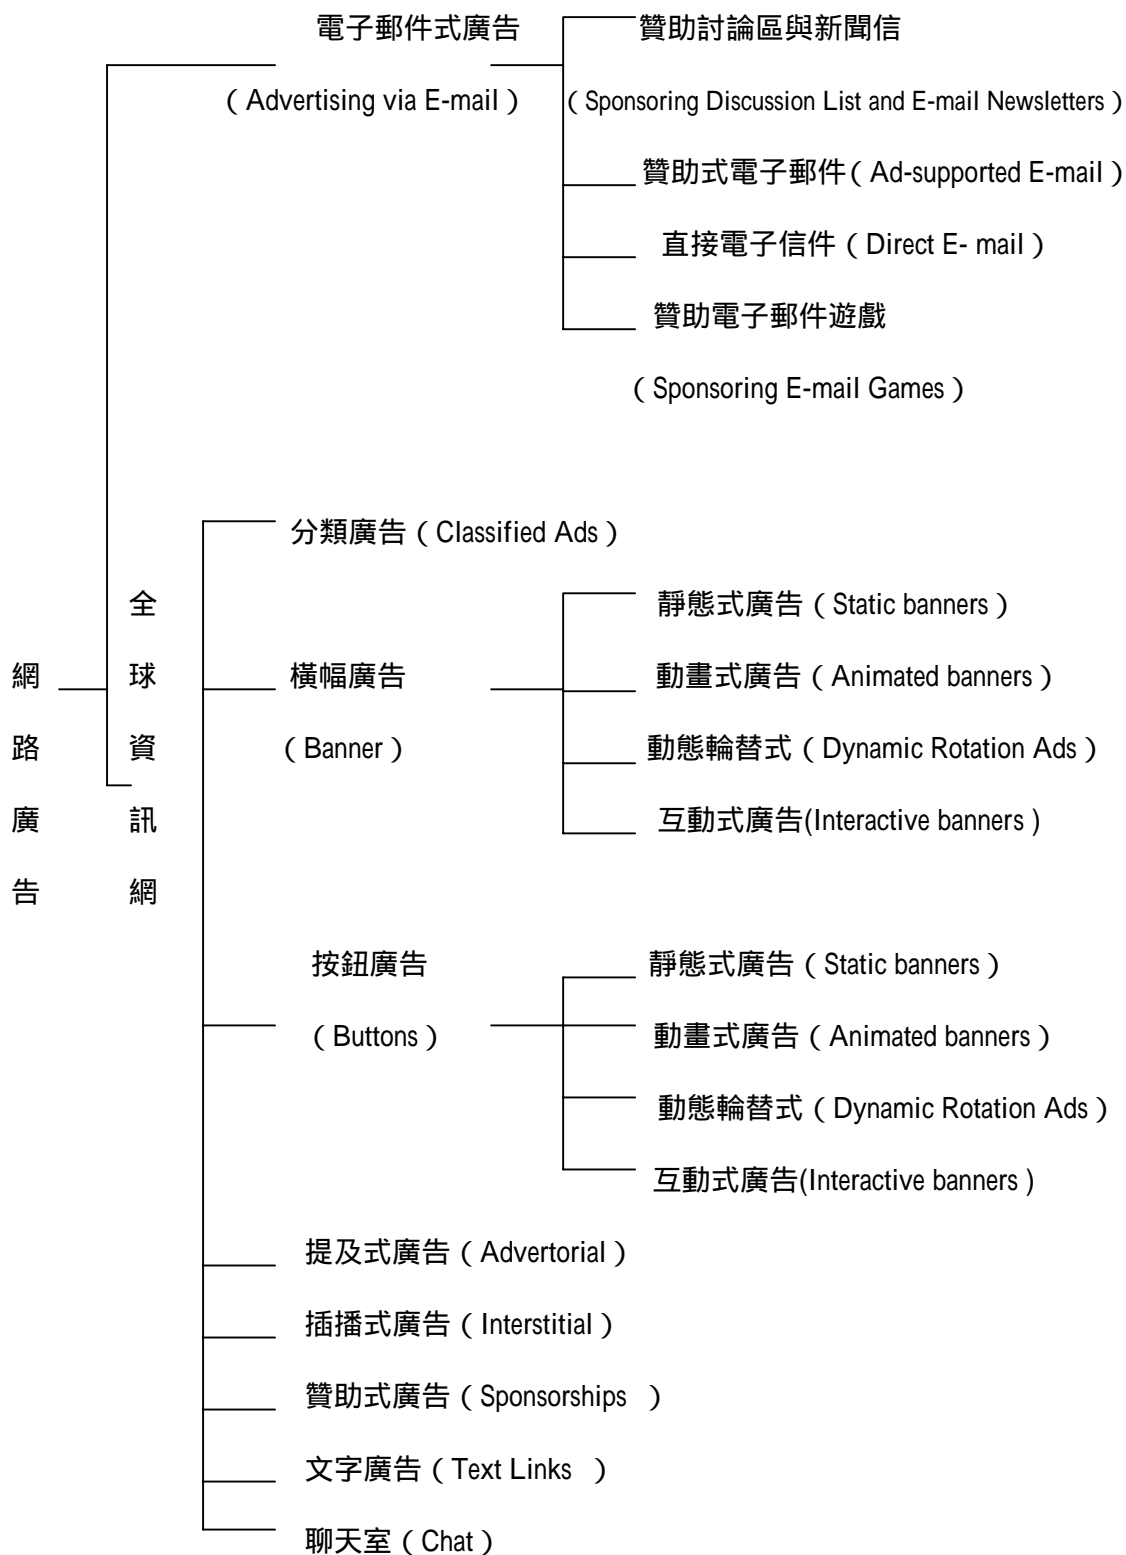 電子郵件式廣告
（Advertising via E-mail）
贊助討論區與新聞信
（Sponsoring Discussion List and E-mail Newsletters）
贊助式電子郵件（Ad-supported E-mail）
直接電子信件（Direct E- mail）
贊助電子郵件遊戲
（Sponsoring E-mail Games）
網路廣告
全球資訊網
分類廣告（Classified Ads）
橫幅廣告
（Banner）
靜態式廣告（Static banners）
動畫式廣告（Animated banners）
動態輪替式（Dynamic Rotation Ads）
互動式廣告(Interactive banners )
按鈕廣告
（Buttons）
靜態式廣告（Static banners）
動畫式廣告（Animated banners）
動態輪替式（Dynamic Rotation Ads）
互動式廣告(Interactive banners )
提及式廣告（Advertorial）
插播式廣告（Interstitial）
贊助式廣告（Sponsorships ）
文字廣告（Text Links ）
聊天室（Chat）